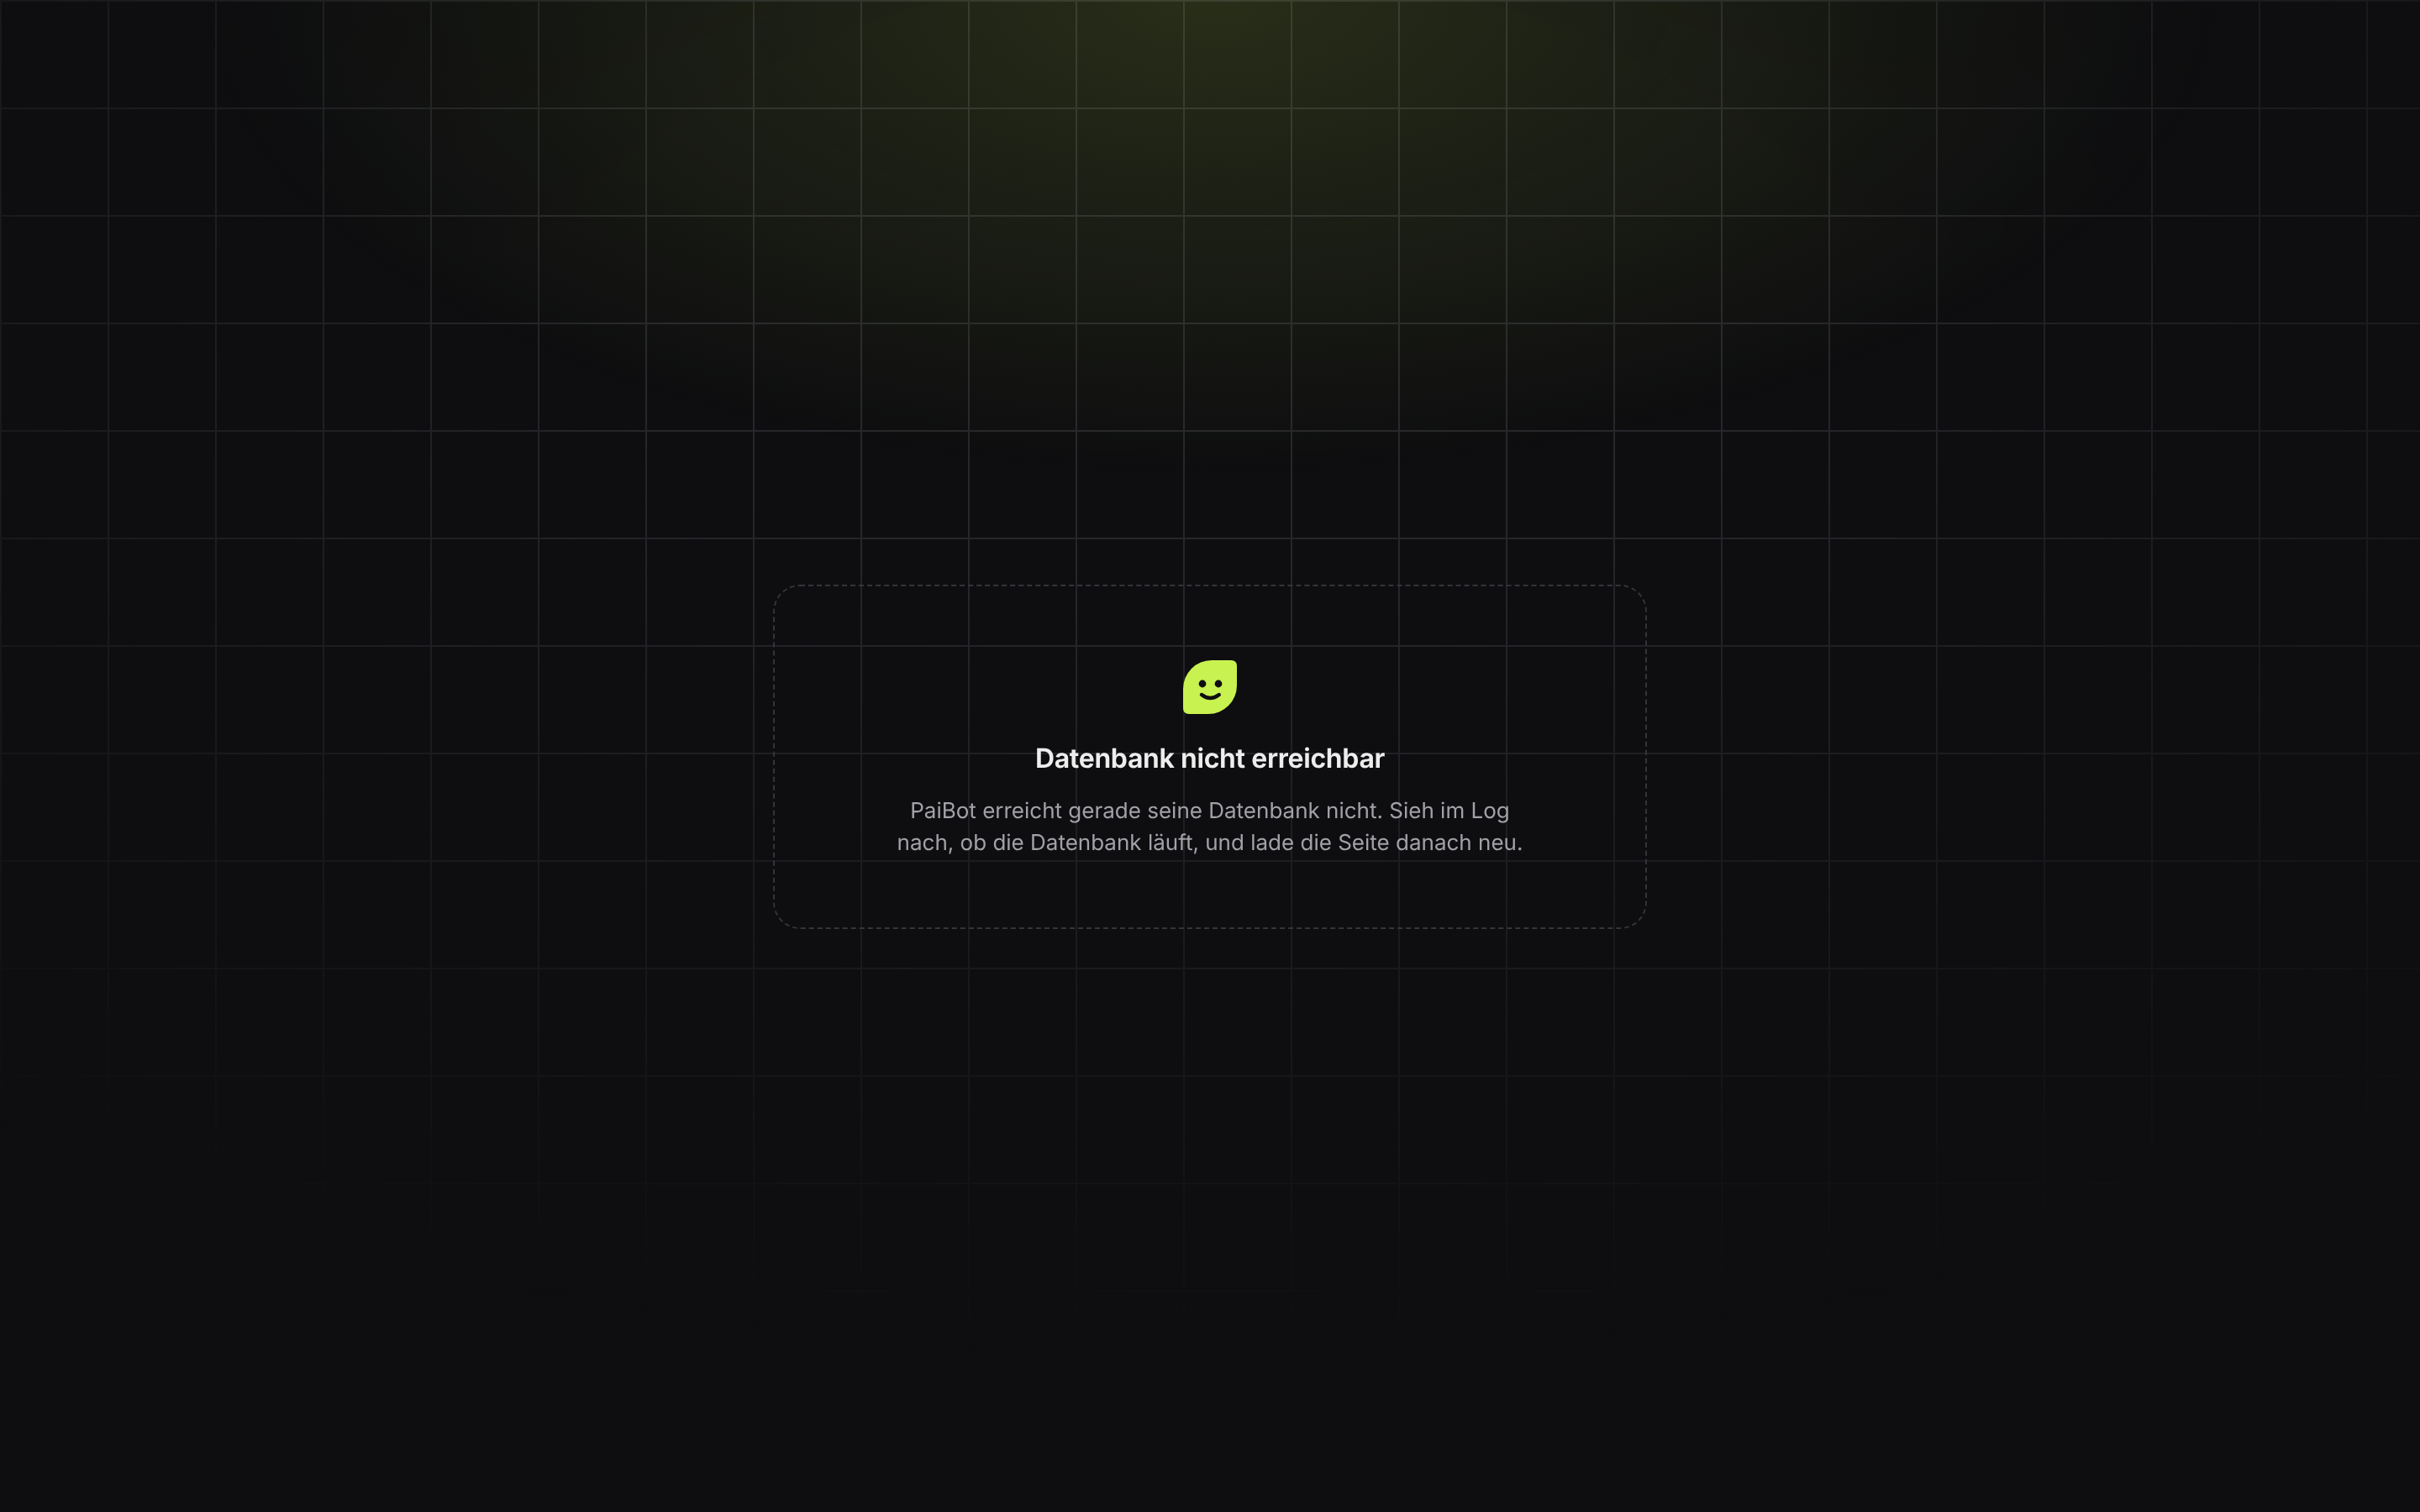 Datenbank nicht erreichbar
PaiBot erreicht gerade seine Datenbank nicht. Sieh im Log
nach, ob die Datenbank läuft, und lade die Seite danach neu.